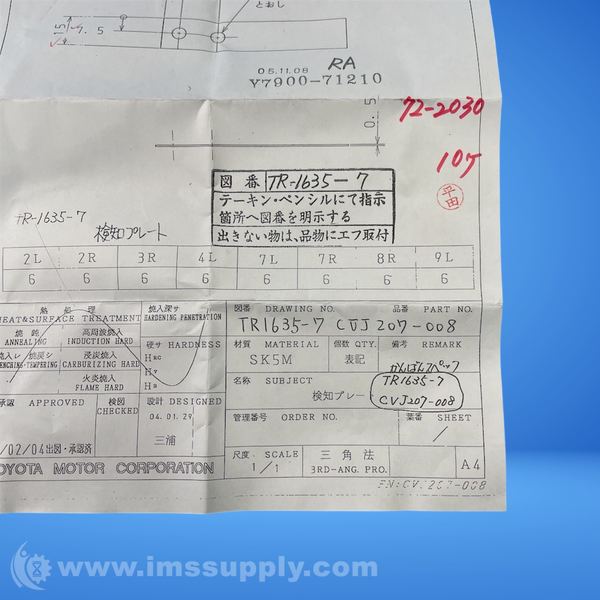 とおし
15
7.5
05.11.08 RA
Y7900-71210
0.5
72-2030
10ケ
平田
図番 TR-1635-7
テーキン・ペンシルにて指示
箇所へ図番を明示する
出きない物は、品物にエフ取付
TR-1635-7
検知プレート
2L 2R 3R 4L 7L 7R 8R 9L
6 6 6 6 6 6 6 6
熱処理 焼入深サ
HEAT&SURFACE TREATMENT HARDENING PENETRATION
焼鈍 高周波焼入
ANNEALING INDUCTION HARD
硬サ HARDNESS
焼入レ/焼戻シ 浸炭焼入 HRC
QUENCHING・TEMPERING CARBURIZING HARD HV
火炎焼入 HS
FLAME HARD
承認 APPROVED 検図 CHECKED 設計 DESIGNED
04.01.29
三浦
/02/04出図・承認済
TOYOTA MOTOR CORPORATION
図番 DRAWING NO. 品番 PART NO.
TR1635-7 CVJ207-008
材質 MATERIAL 個数 QTY. 備考 REMARK
SK5M 表記
かんばんスペック
名称 SUBJECT TR1635-7
検知プレー CVJ207-008
管理番号 ORDER NO. 葉番 SHEET
/
尺度 SCALE 三角法 A4
1/1 3RD-ANG. PRO.
PN:CVJ207-008
www.imssupply.com